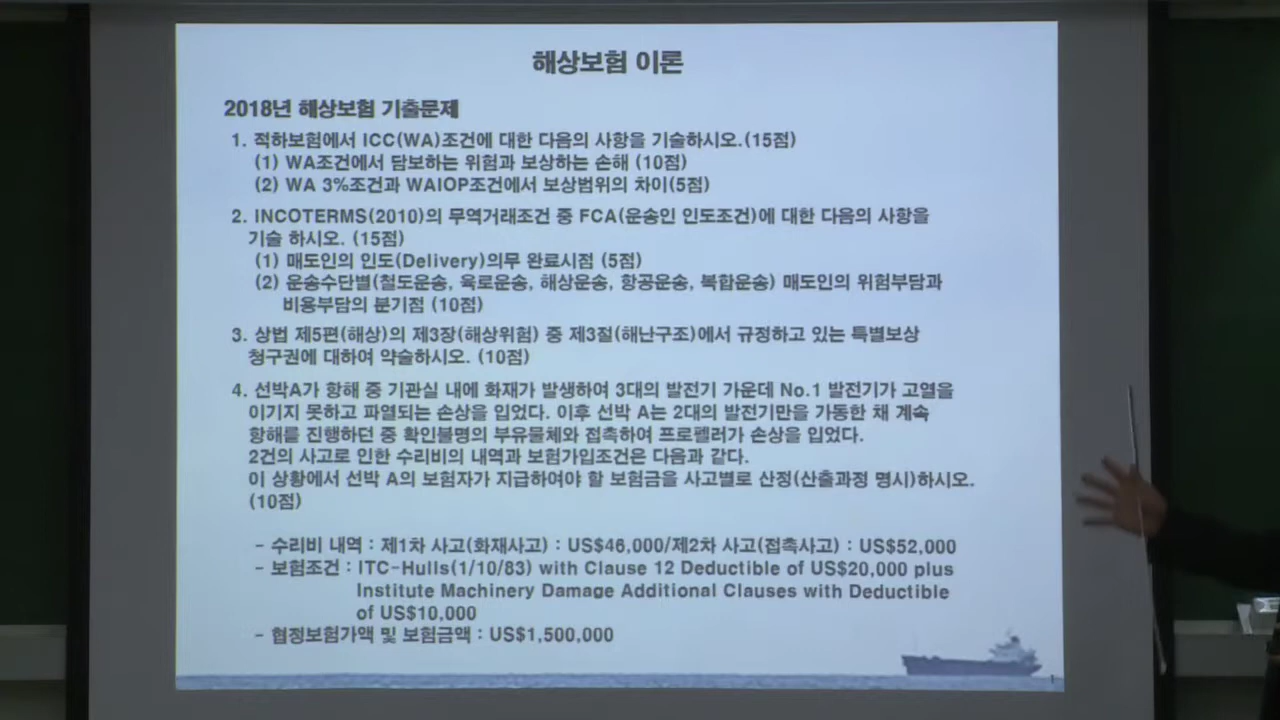 해상보험 이론
2018년 해상보험 기출문제
1. 적하보험에서 ICC(WA)조건에 대한 다음의 사항을 기술하시오.(15점)
(1) WA조건에서 담보하는 위험과 보상하는 손해 (10점)
(2) WA 3%조건과 WAIOP조건에서 보상범위의 차이(5점)
2. INCOTERMS(2010)의 무역거래조건 중 FCA(운송인 인도조건)에 대한 다음의 사항을
기술 하시오. (15점)
(1) 매도인의 인도(Delivery)의무 완료시점 (5점)
(2) 운송수단별(철도운송, 육로운송, 해상운송, 항공운송, 복합운송) 매도인의 위험부담과
비용부담의 분기점 (10점)
3. 상법 제5편(해상)의 제3장(해상위험) 중 제3절(해난구조)에서 규정하고 있는 특별보상
청구권에 대하여 약술하시오. (10점)
4. 선박A가 항해 중 기관실 내에 화재가 발생하여 3대의 발전기 가운데 No.1 발전기가 고열을
이기지 못하고 파열되는 손상을 입었다. 이후 선박 A는 2대의 발전기만을 가동한 채 계속
항해를 진행하던 중 확인불명의 부유물체와 접촉하여 프로펠러가 손상을 입었다.
2건의 사고로 인한 수리비의 내역과 보험가입조건은 다음과 같다.
이 상황에서 선박 A의 보험자가 지급하여야 할 보험금을 사고별로 산정(산출과정 명시)하시오.
(10점)
- 수리비 내역 : 제1차 사고(화재사고) : US$46,000/제2차 사고(접촉사고) : US$52,000
- 보험조건 : ITC-Hulls(1/10/83) with Clause 12 Deductible of US$20,000 plus
Institute Machinery Damage Additional Clauses with Deductible
of US$10,000
- 협정보험가액 및 보험금액 : US$1,500,000